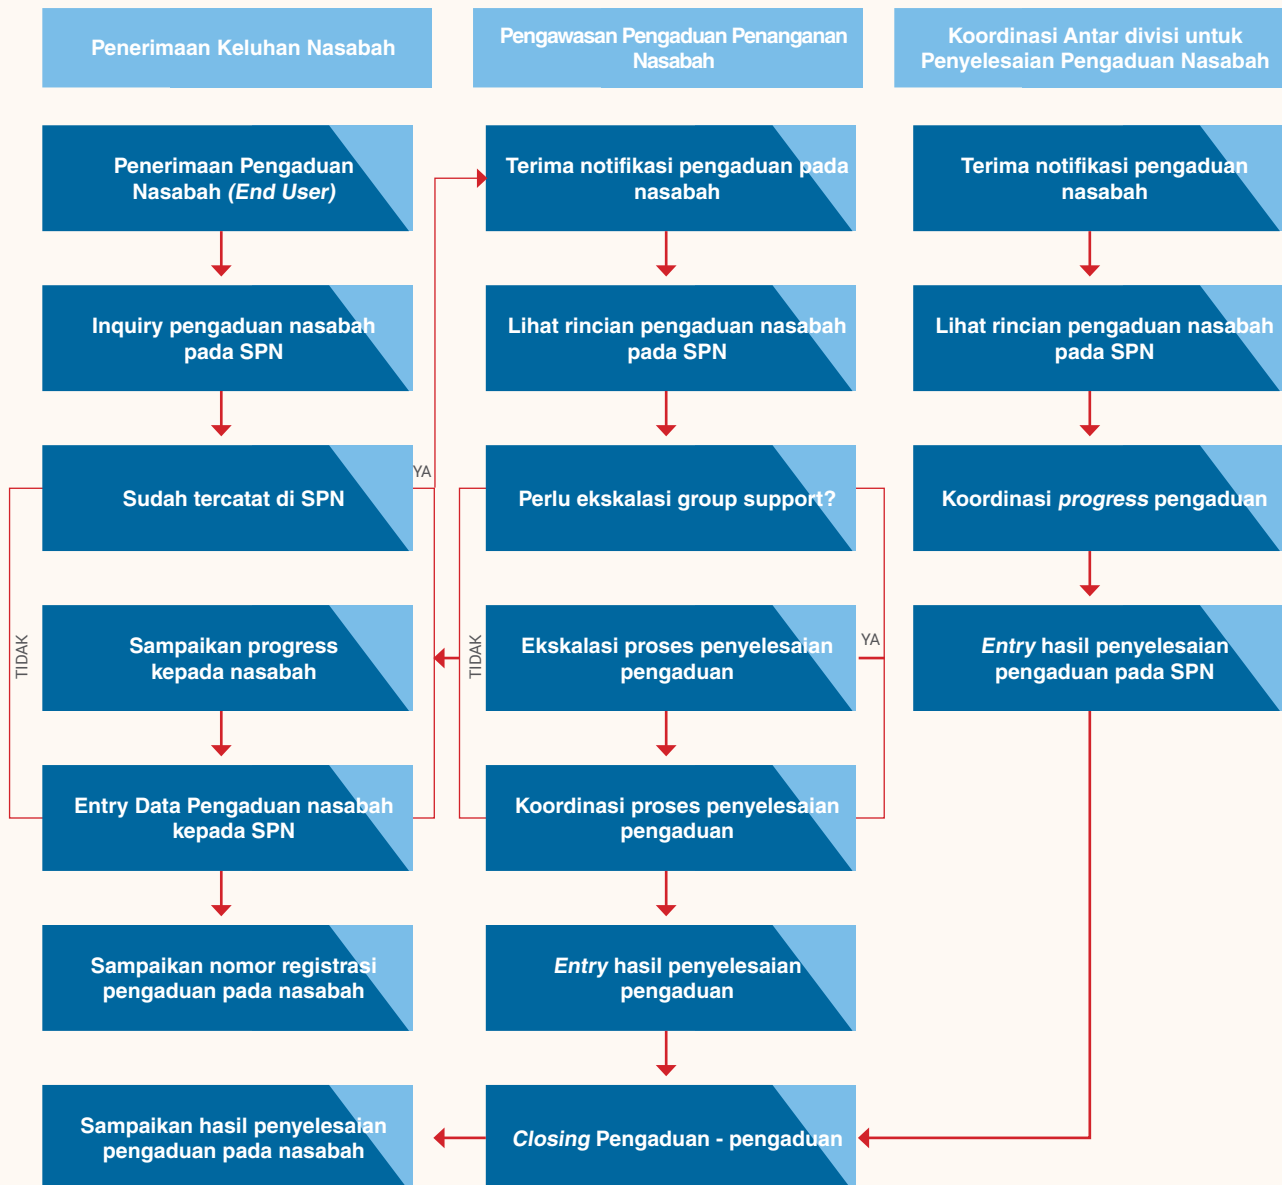 Penerimaan Keluhan Nasabah
Pengawasan Pengaduan Penanganan
Nasabah
Koordinasi Antar divisi untuk
Penyelesaian Pengaduan Nasabah
Penerimaan Pengaduan
Nasabah (End User)
Inquiry pengaduan nasabah
pada SPN
Sudah tercatat di SPN
YA
TIDAK
Sampaikan progress
kepada nasabah
Entry Data Pengaduan nasabah
kepada SPN
Sampaikan nomor registrasi
pengaduan pada nasabah
Sampaikan hasil penyelesaian
pengaduan pada nasabah
Terima notifikasi pengaduan pada
nasabah
Lihat rincian pengaduan nasabah
pada SPN
Perlu ekskalasi group support?
TIDAK
Ekskalasi proses penyelesaian
pengaduan
YA
Koordinasi proses penyelesaian
pengaduan
Entry hasil penyelesaian
pengaduan
Closing Pengaduan - pengaduan
Terima notifikasi pengaduan
nasabah
Lihat rincian pengaduan nasabah
pada SPN
Koordinasi progress pengaduan
Entry hasil penyelesaian
pengaduan pada SPN